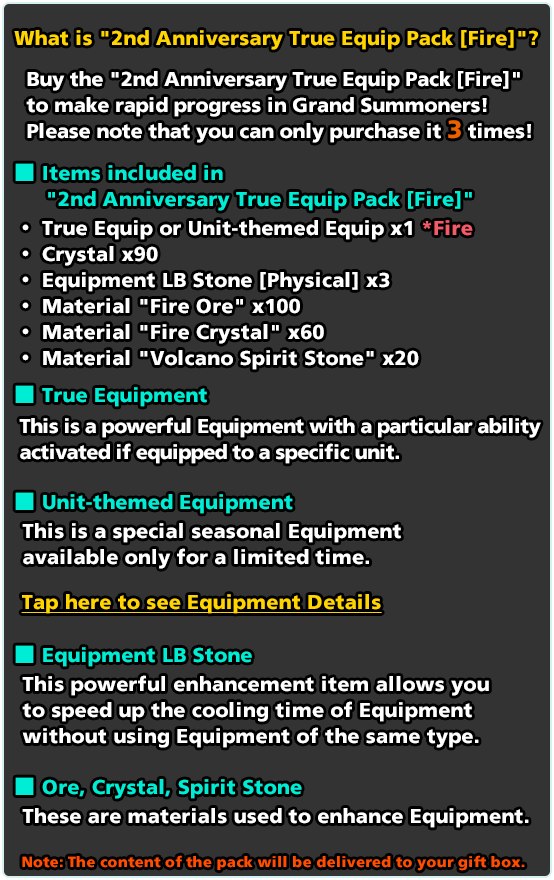 What is "2nd Anniversary True Equip Pack [Fire]"?
Buy the "2nd Anniversary True Equip Pack [Fire]"
to make rapid progress in Grand Summoners!
Please note that you can only purchase it 3 times!
■ Items included in
"2nd Anniversary True Equip Pack [Fire]"
・ True Equip or Unit-themed Equip x1 *Fire
・ Crystal x90
・ Equipment LB Stone [Physical] x3
・ Material "Fire Ore" x100
・ Material "Fire Crystal" x60
・ Material "Volcano Spirit Stone" x20
■ True Equipment
This is a powerful Equipment with a particular ability
activated if equipped to a specific unit.
■ Unit-themed Equipment
This is a special seasonal Equipment
available only for a limited time.
Tap here to see Equipment Details
■ Equipment LB Stone
This powerful enhancement item allows you
to speed up the cooling time of Equipment
without using Equipment of the same type.
■ Ore, Crystal, Spirit Stone
These are materials used to enhance Equipment.
Note: The content of the pack will be delivered to your gift box.